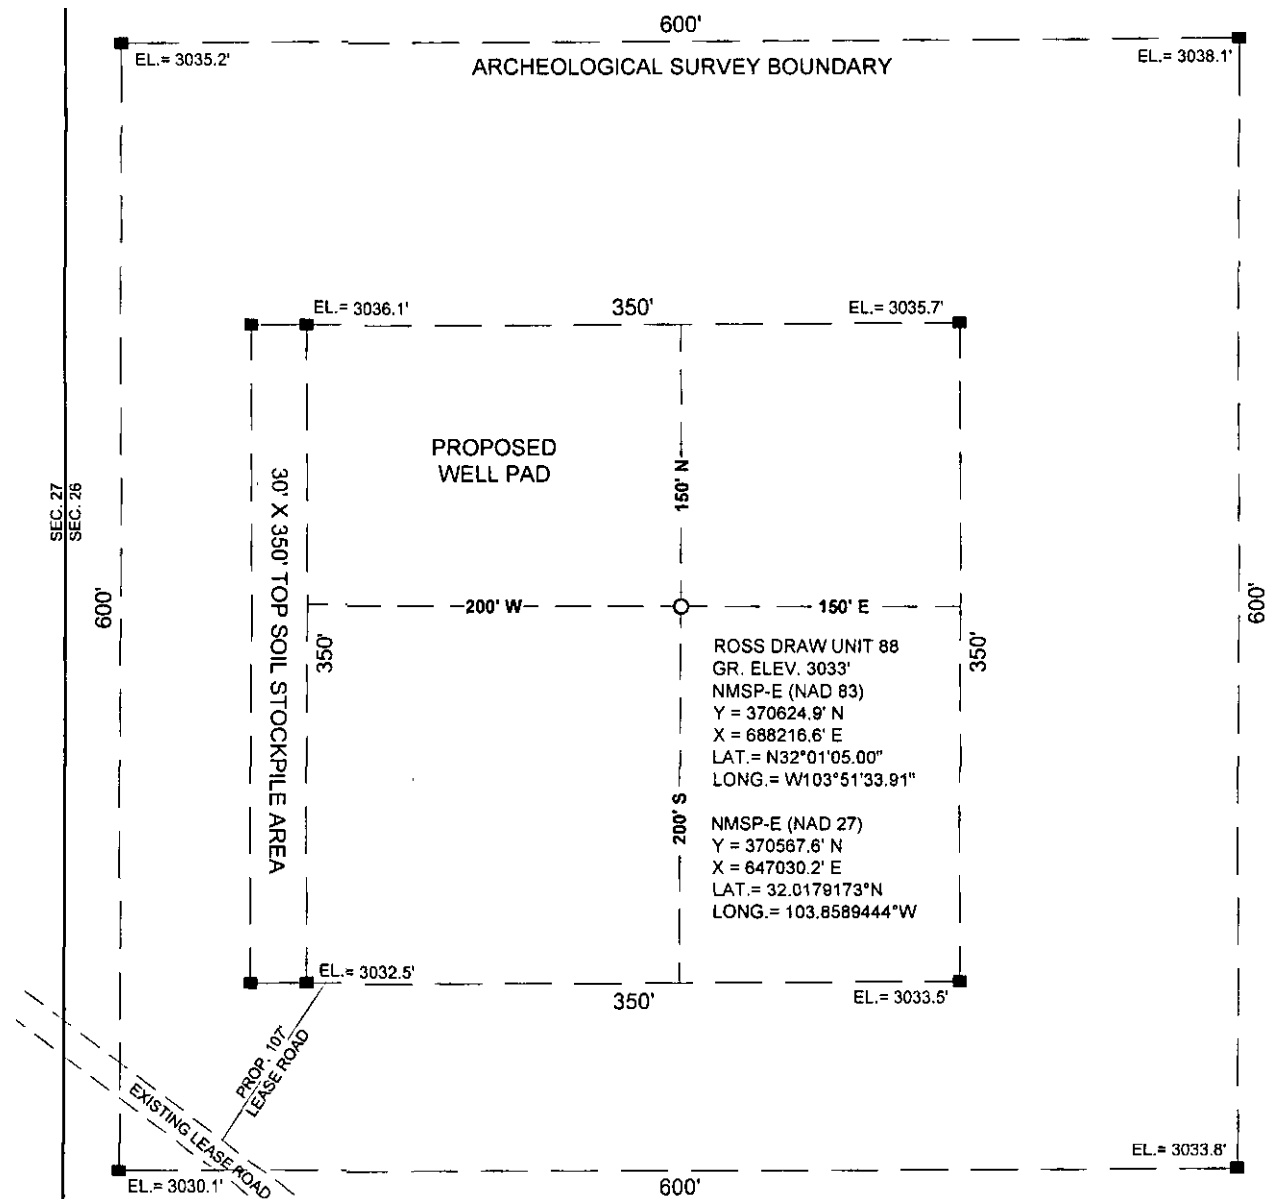 600'
EL.= 3035.2'
ARCHEOLOGICAL SURVEY BOUNDARY
EL.= 3038.1'
EL.= 3036.1'
350'
EL.= 3035.7'
PROPOSED
WELL PAD
150' N
SEC. 27
SEC. 26
30' X 350' TOP SOIL STOCKPILE AREA
600'
200' W
150' E
600'
350'
350'
ROSS DRAW UNIT 88
GR. ELEV. 3033'
NMSP-E (NAD 83)
Y = 370624.9' N
X = 688216.6' E
LAT.= N32°01'05.00"
LONG.= W103°51'33.91"
200' S
NMSP-E (NAD 27)
Y = 370567.6' N
X = 647030.2' E
LAT.= 32.0179173°N
LONG.= 103.8589444°W
EL.= 3032.5'
350'
EL.= 3033.5'
PROP. 107'
LEASE ROAD
EXISTING LEASE ROAD
EL.= 3030.1'
600'
EL.= 3033.8'